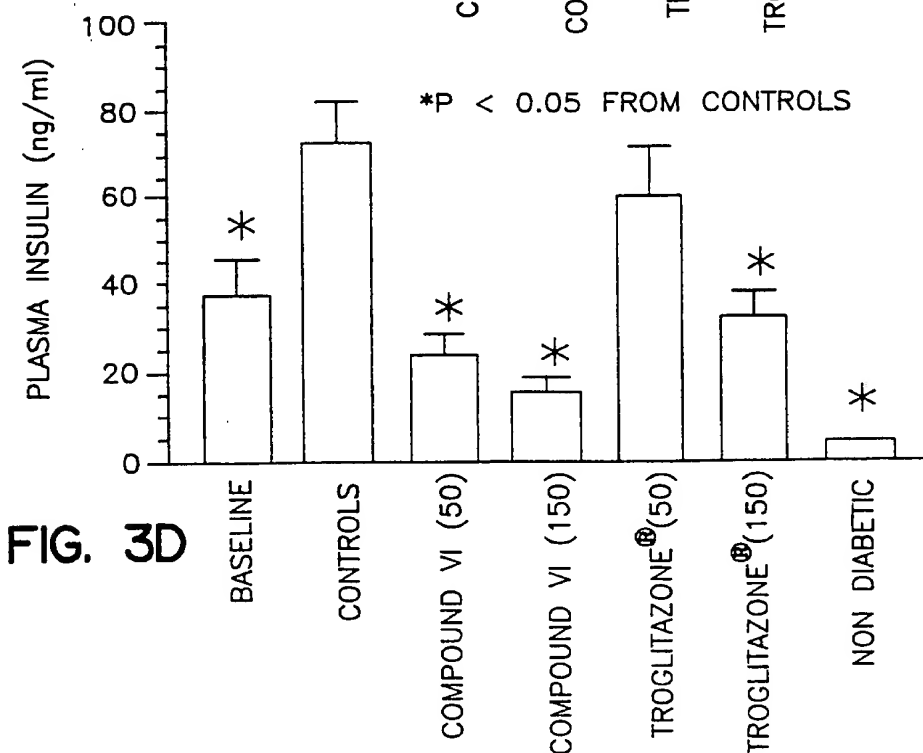 *P < 0.05 FROM CONTROLS
PLASMA INSULIN (ng/ml)
100
80
60
40
20
0
*
*
*
*
*
BASELINE
CONTROLS
COMPOUND VI (50)
COMPOUND VI (150)
TROGLITAZONE®(50)
TROGLITAZONE®(150)
NON DIABETIC
FIG. 3D